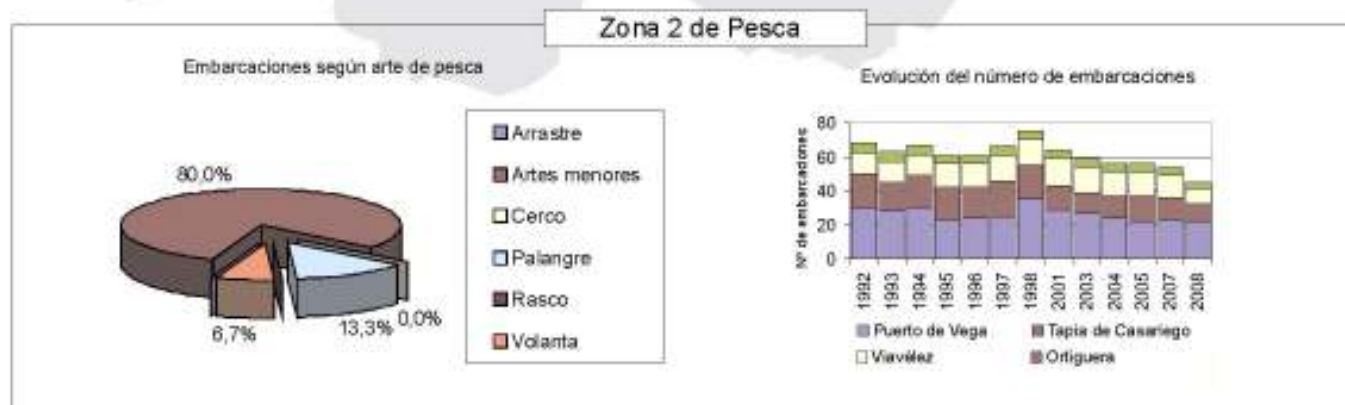 Zona 2 de Pesca
Embarcaciones según arte de pesca
80,0%
6,7%
13,3%
0,0%
Arrastre
Artes menores
Cerco
Palangre
Rasco
Volanta
Evolución del número de embarcaciones
Nº de embarcaciones
80
60
40
20
0
1992 1993 1994 1995 1996 1997 1998 2001 2003 2004 2005 2007 2008
Puerto de Vega Tapia de Casariego
Viavélez Ortiguera